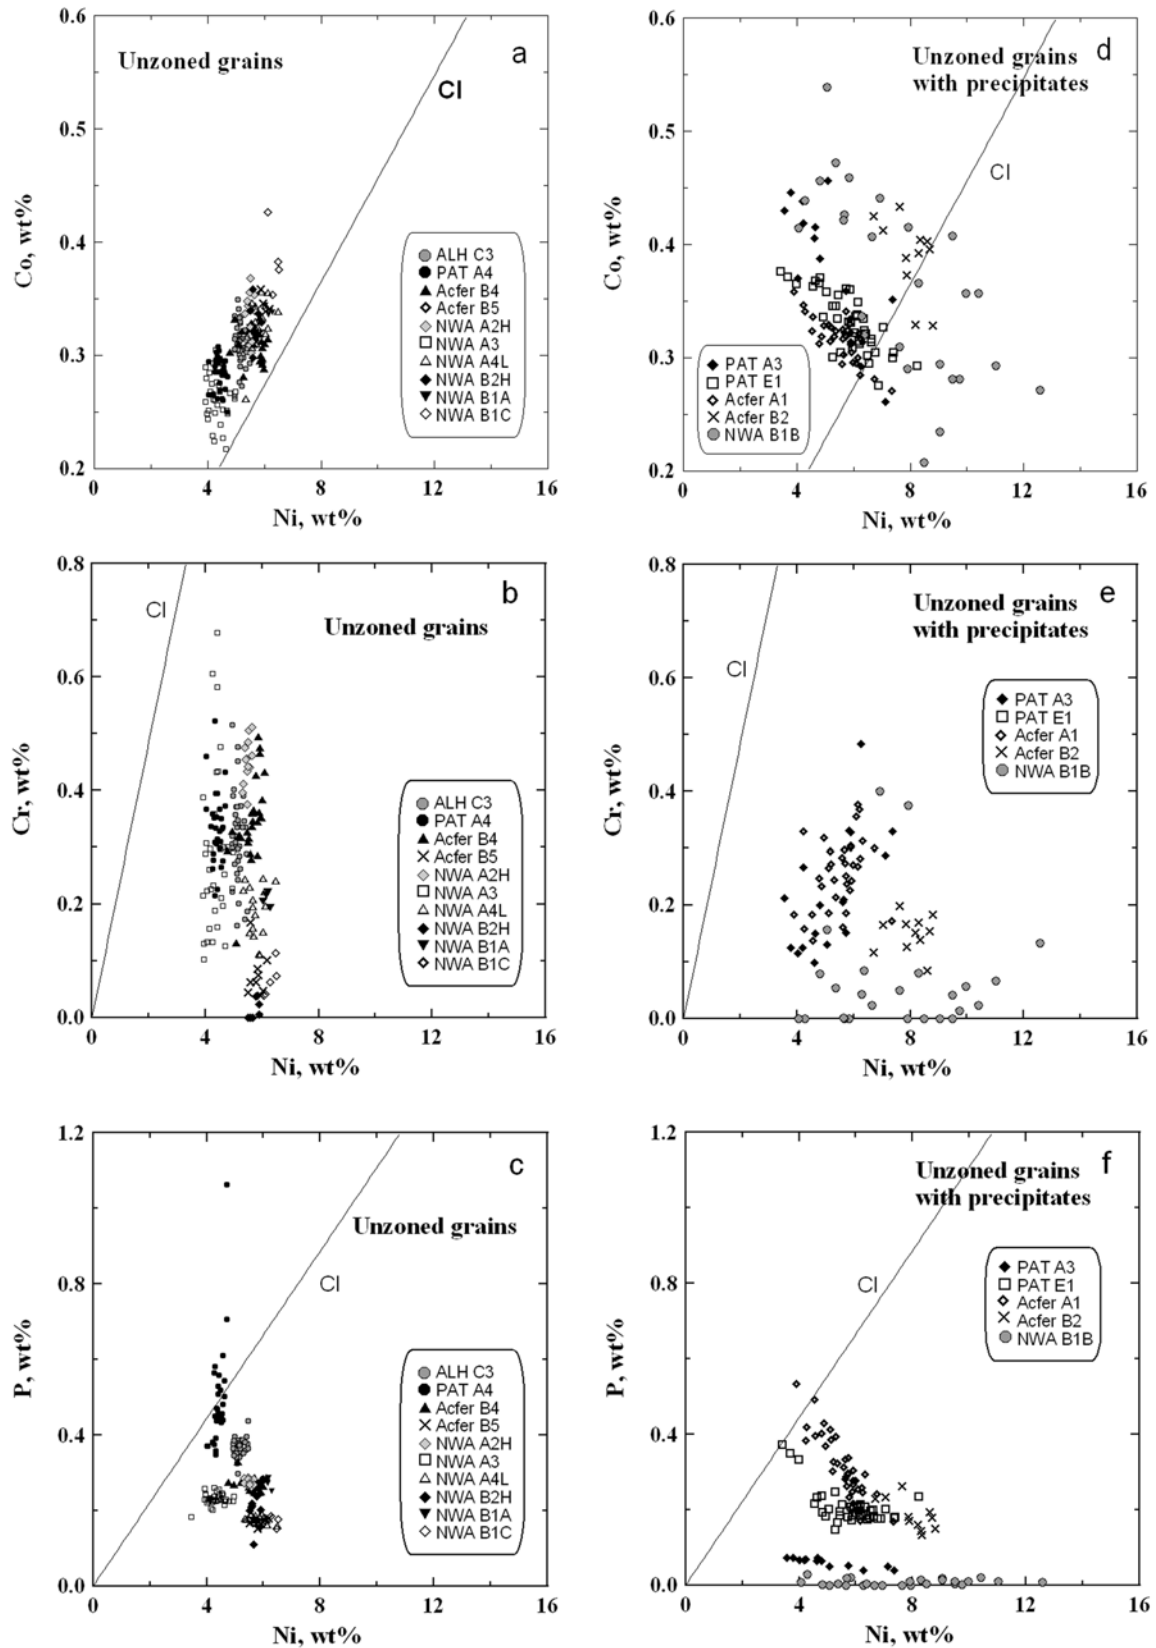 0.6
a
Unzoned grains
CI
0.5
Co, wt%
0.4
ALH C3
PAT A4
Acfer B4
Acfer B5
NWA A2H
NWA A3
NWA A4L
NWA B2H
NWA B1A
NWA B1C
0.3
0.2
0 4 8 12 16
Ni, wt%
0.6
d
Unzoned grains
with precipitates
0.5
CI
Co, wt%
0.4
0.3
PAT A3
PAT E1
Acfer A1
Acfer B2
NWA B1B
0.2
0 4 8 12 16
Ni, wt%
0.8
b
CI
Unzoned grains
0.6
Cr, wt%
0.4
ALH C3
PAT A4
Acfer B4
Acfer B5
NWA A2H
NWA A3
NWA A4L
NWA B2H
NWA B1A
NWA B1C
0.2
0.0
0 4 8 12 16
Ni, wt%
0.8
e
Unzoned grains
with precipitates
CI
0.6
PAT A3
PAT E1
Acfer A1
Acfer B2
NWA B1B
Cr, wt%
0.4
0.2
0.0
0 4 8 12 16
Ni, wt%
1.2
c
Unzoned grains
CI
0.8
P, wt%
ALH C3
PAT A4
Acfer B4
Acfer B5
NWA A2H
NWA A3
NWA A4L
NWA B2H
NWA B1A
NWA B1C
0.4
0.0
0 4 8 12 16
Ni, wt%
1.2
f
Unzoned grains
with precipitates
PAT A3
PAT E1
Acfer A1
Acfer B2
NWA B1B
CI
0.8
P, wt%
0.4
0.0
0 4 8 12 16
Ni, wt%